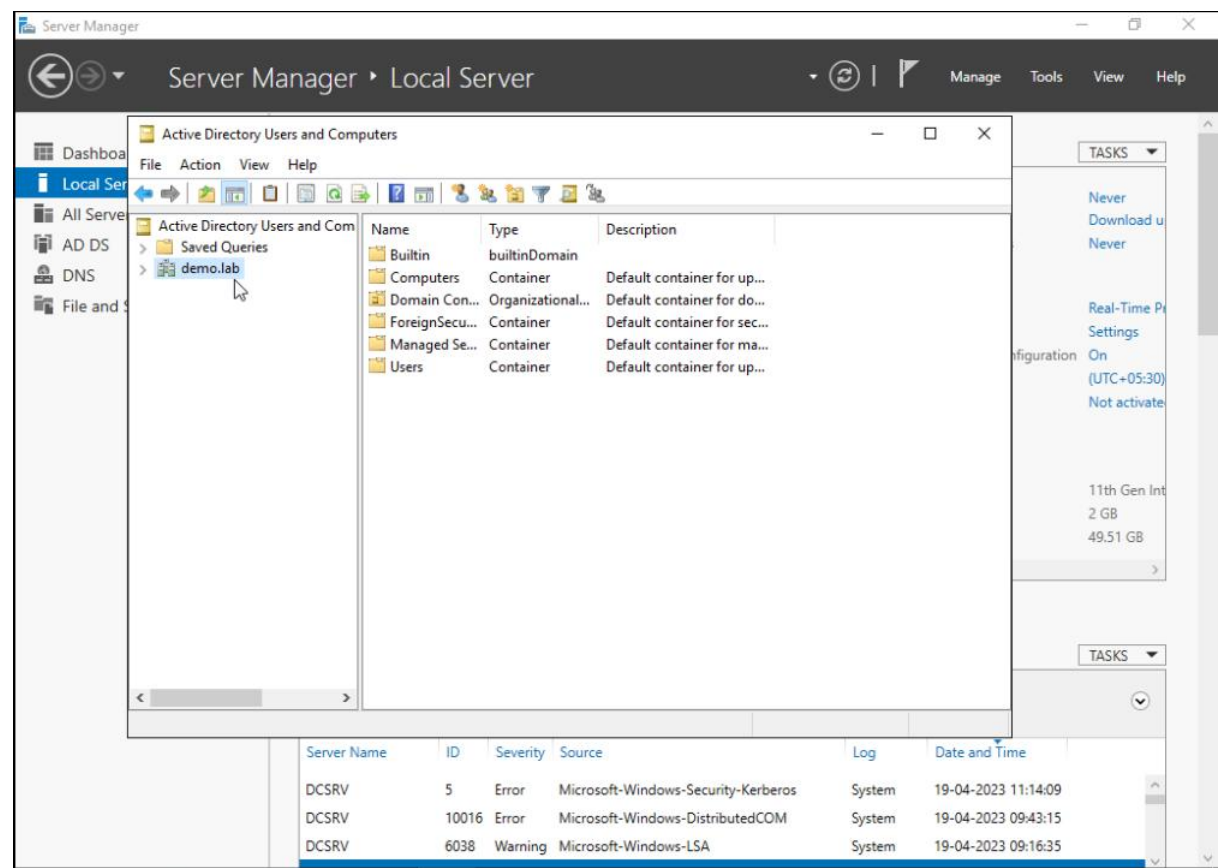 Server Manager
Server Manager • Local Server
Manage Tools View Help
Dashboa
Local Ser
All Server
AD DS
DNS
File and S
Active Directory Users and Computers
File Action View Help
Active Directory Users and Com
Saved Queries
demo.lab
Name Type Description
Builtin builtinDomain
Computers Container Default container for up...
Domain Con... Organizational... Default container for do...
ForeignSecu... Container Default container for sec...
Managed Se... Container Default container for ma...
Users Container Default container for up...
TASKS
Never
Download u
Never
Real-Time Pr
Settings
nfiguration On
(UTC+05:30)
Not activate
11th Gen Int
2 GB
49.51 GB
TASKS
Server Name ID Severity Source Log Date and Time
DCSRV 5 Error Microsoft-Windows-Security-Kerberos System 19-04-2023 11:14:09
DCSRV 10016 Error Microsoft-Windows-DistributedCOM System 19-04-2023 09:43:15
DCSRV 6038 Warning Microsoft-Windows-LSA System 19-04-2023 09:16:35